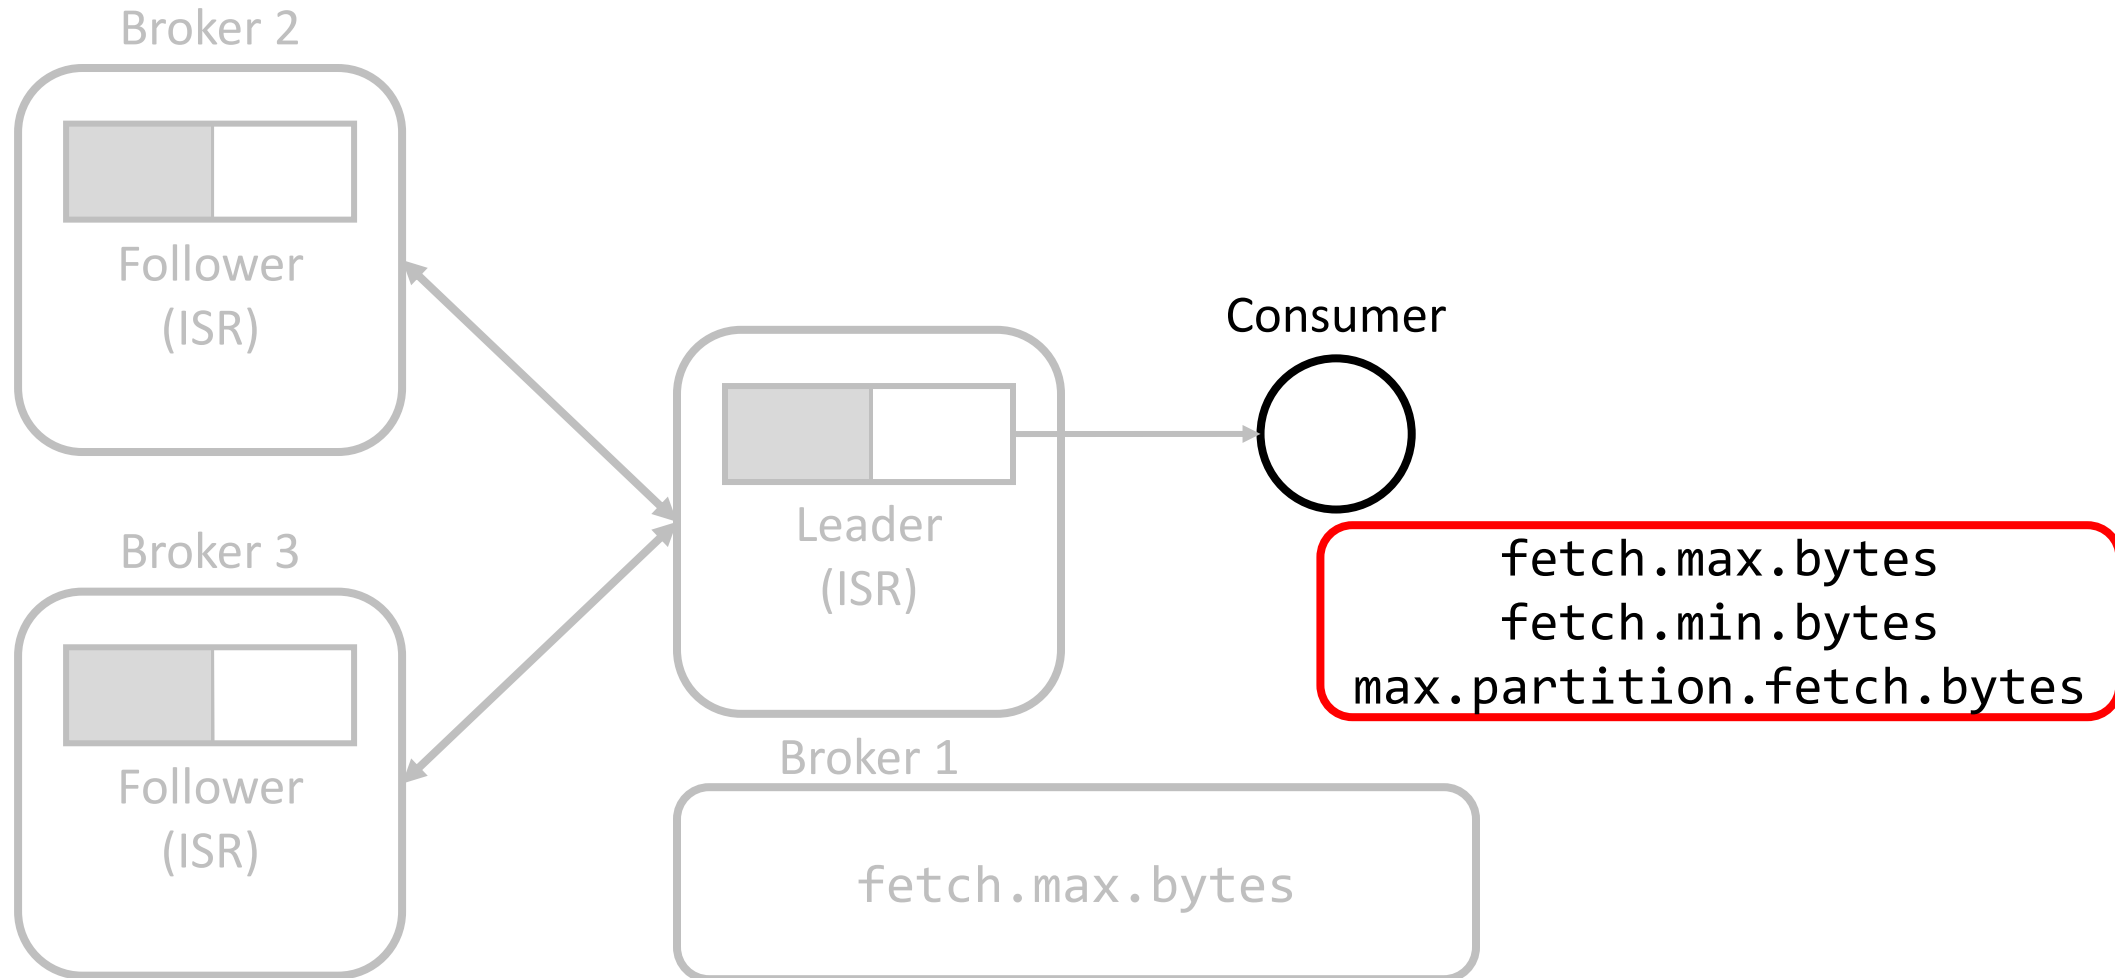 Broker 2
Follower
(ISR)
Broker 3
Follower
(ISR)
Leader
(ISR)
Broker 1
fetch.max.bytes
Consumer
fetch.max.bytes
fetch.min.bytes
max.partition.fetch.bytes